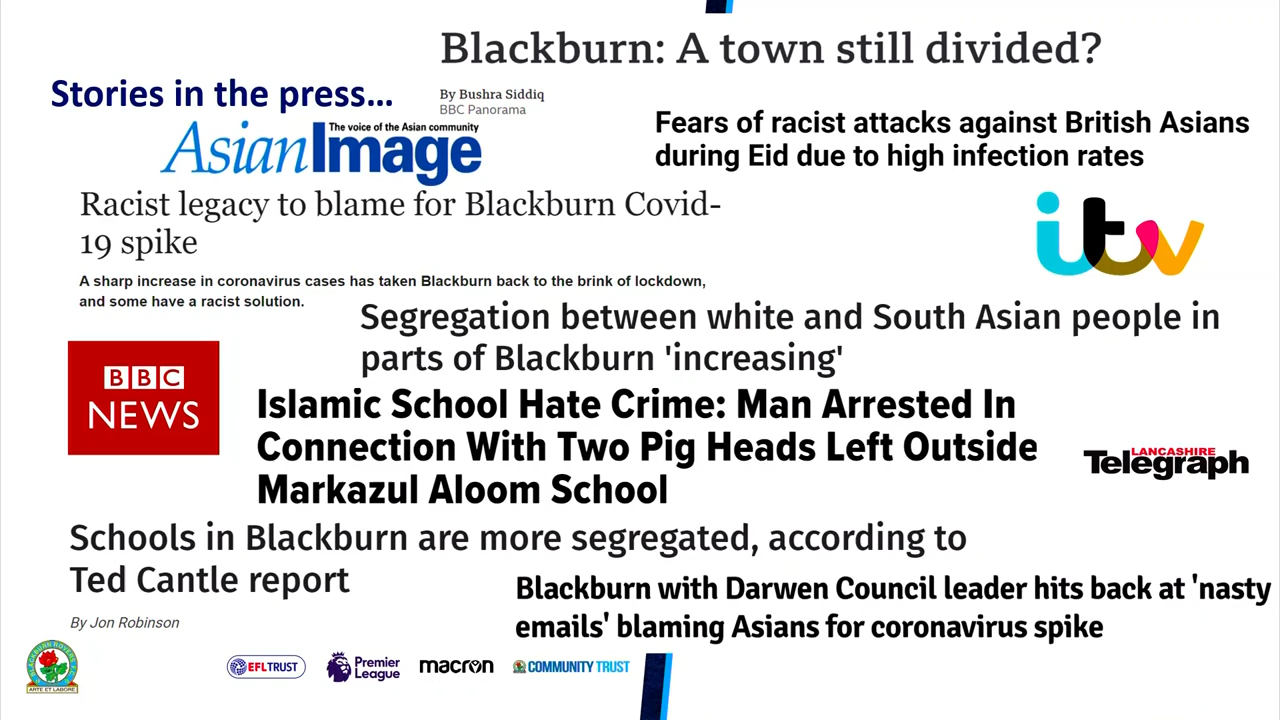 Blackburn: A town still divided?
Stories in the press...
By Bushra Siddiq
BBC Panorama
The voice of the Asian community
AsianImage
Fears of racist attacks against British Asians
during Eid due to high infection rates
Racist legacy to blame for Blackburn Covid-
19 spike
itv
A sharp increase in coronavirus cases has taken Blackburn back to the brink of lockdown,
and some have a racist solution.
Segregation between white and South Asian people in
parts of Blackburn 'increasing'
BBC
NEWS
Islamic School Hate Crime: Man Arrested In
Connection With Two Pig Heads Left Outside
Markazul Aloom School
LANCASHIRE
Telegraph
Schools in Blackburn are more segregated, according to
Ted Cantle report
By Jon Robinson
Blackburn with Darwen Council leader hits back at 'nasty
emails' blaming Asians for coronavirus spike
BLACKBURN ROVERS F.C.
ARTE ET LABORE
EFL TRUST
Premier
League
macron
COMMUNITY TRUST